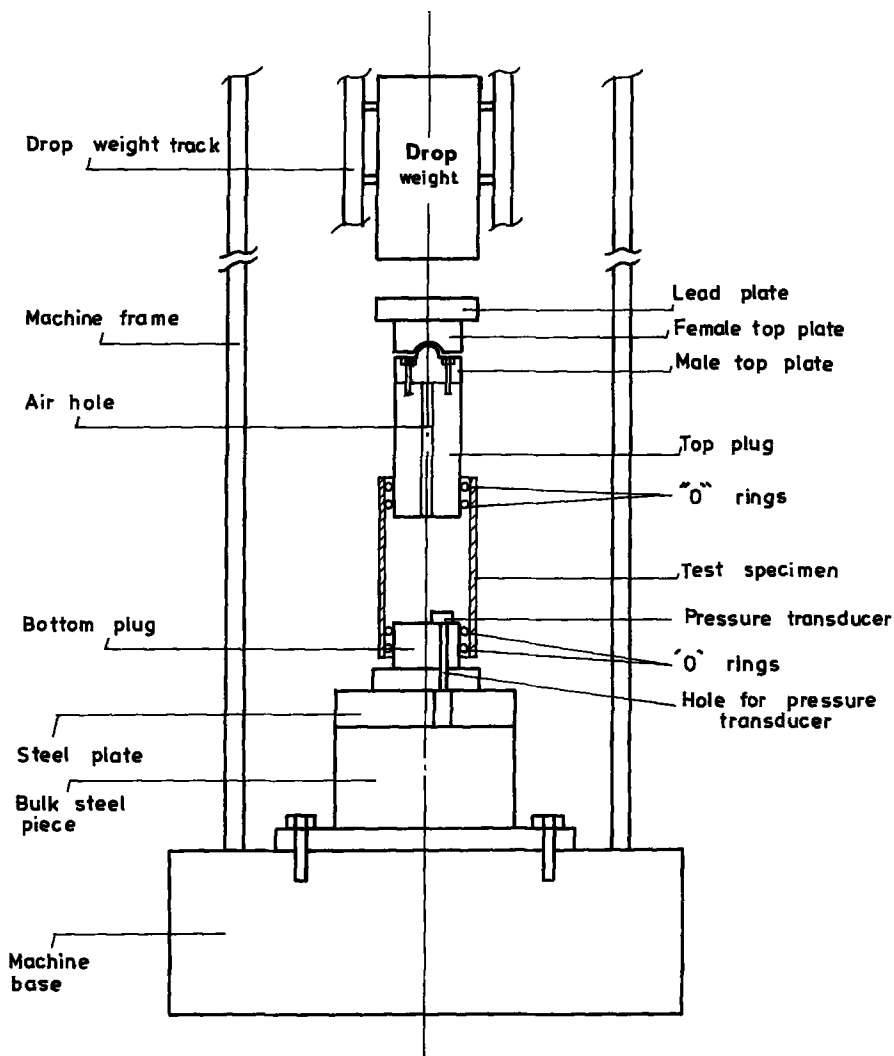 Drop weight track
Drop
weight
Lead plate
Machine frame
Female top plate
Male top plate
Air hole
Top plug
"O" rings
Test specimen
Pressure transducer
Bottom plug
'O' rings
Hole for pressure
transducer
Steel plate
Bulk steel
piece
Machine
base